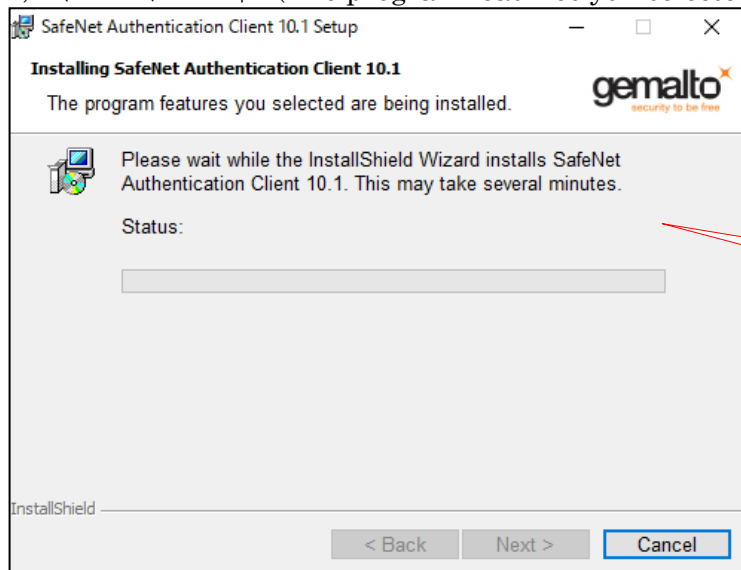 SafeNet Authentication Client 10.1 Setup
Installing SafeNet Authentication Client 10.1
The program features you selected are being installed.
gemalto
security to be free
Please wait while the InstallShield Wizard installs SafeNet
Authentication Client 10.1. This may take several minutes.
Status:
InstallShield
< Back Next > Cancel